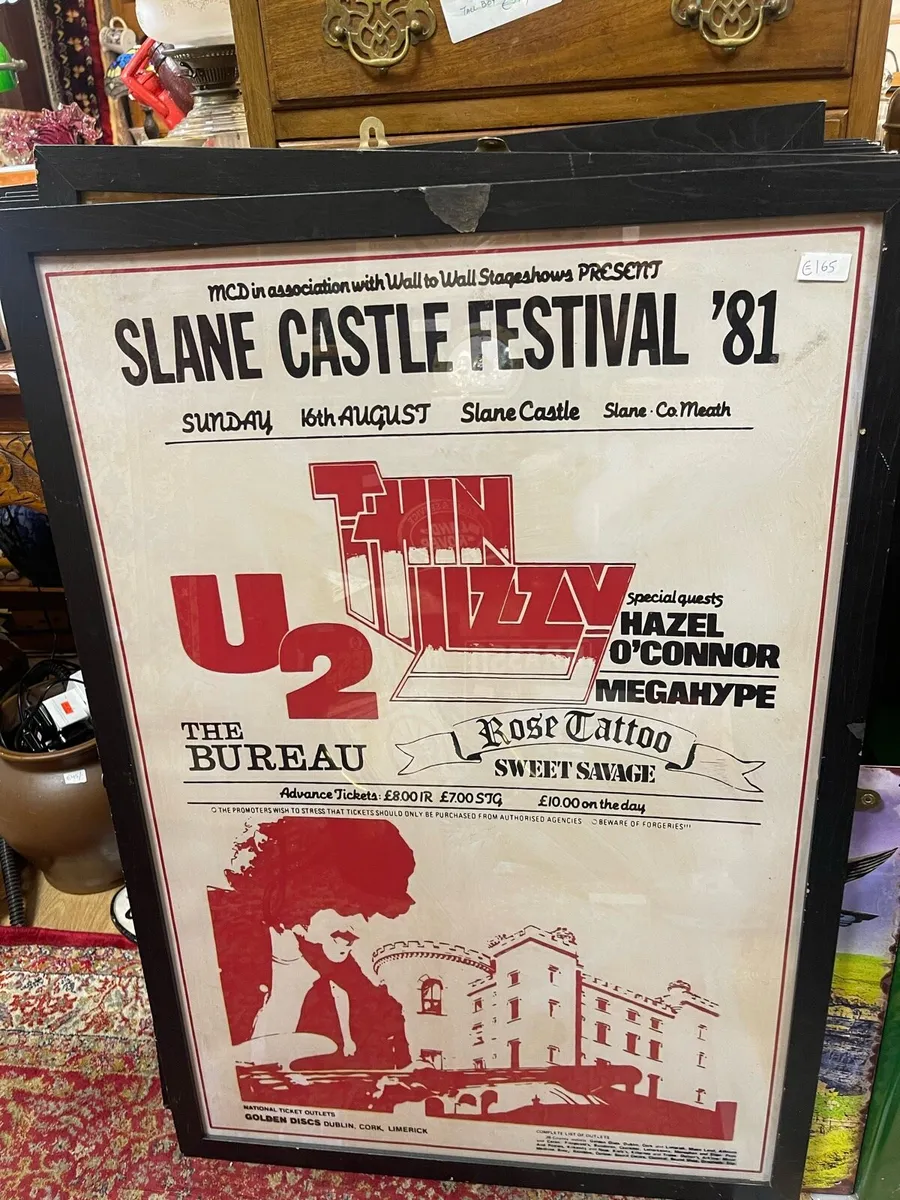 €165
MCD in association with Wall to Wall Stageshows PRESENT
SLANE CASTLE FESTIVAL '81
SUNDAY 16th AUGUST Slane Castle Slane · Co. Meath
THIN
LIZZY
U2
special guests
HAZEL
O'CONNOR
MEGAHYPE
THE
BUREAU
Rose Tattoo
SWEET SAVAGE
Advance Tickets: £8.00 IR £7.00 STG £10.00 on the day
THE PROMOTERS WISH TO STRESS THAT TICKETS SHOULD ONLY BE PURCHASED FROM AUTHORISED AGENCIES BEWARE OF FORGERIES!!!
NATIONAL TICKET OUTLETS
GOLDEN DISCS DUBLIN, CORK, LIMERICK
COMPLETE LIST OF OUTLETS